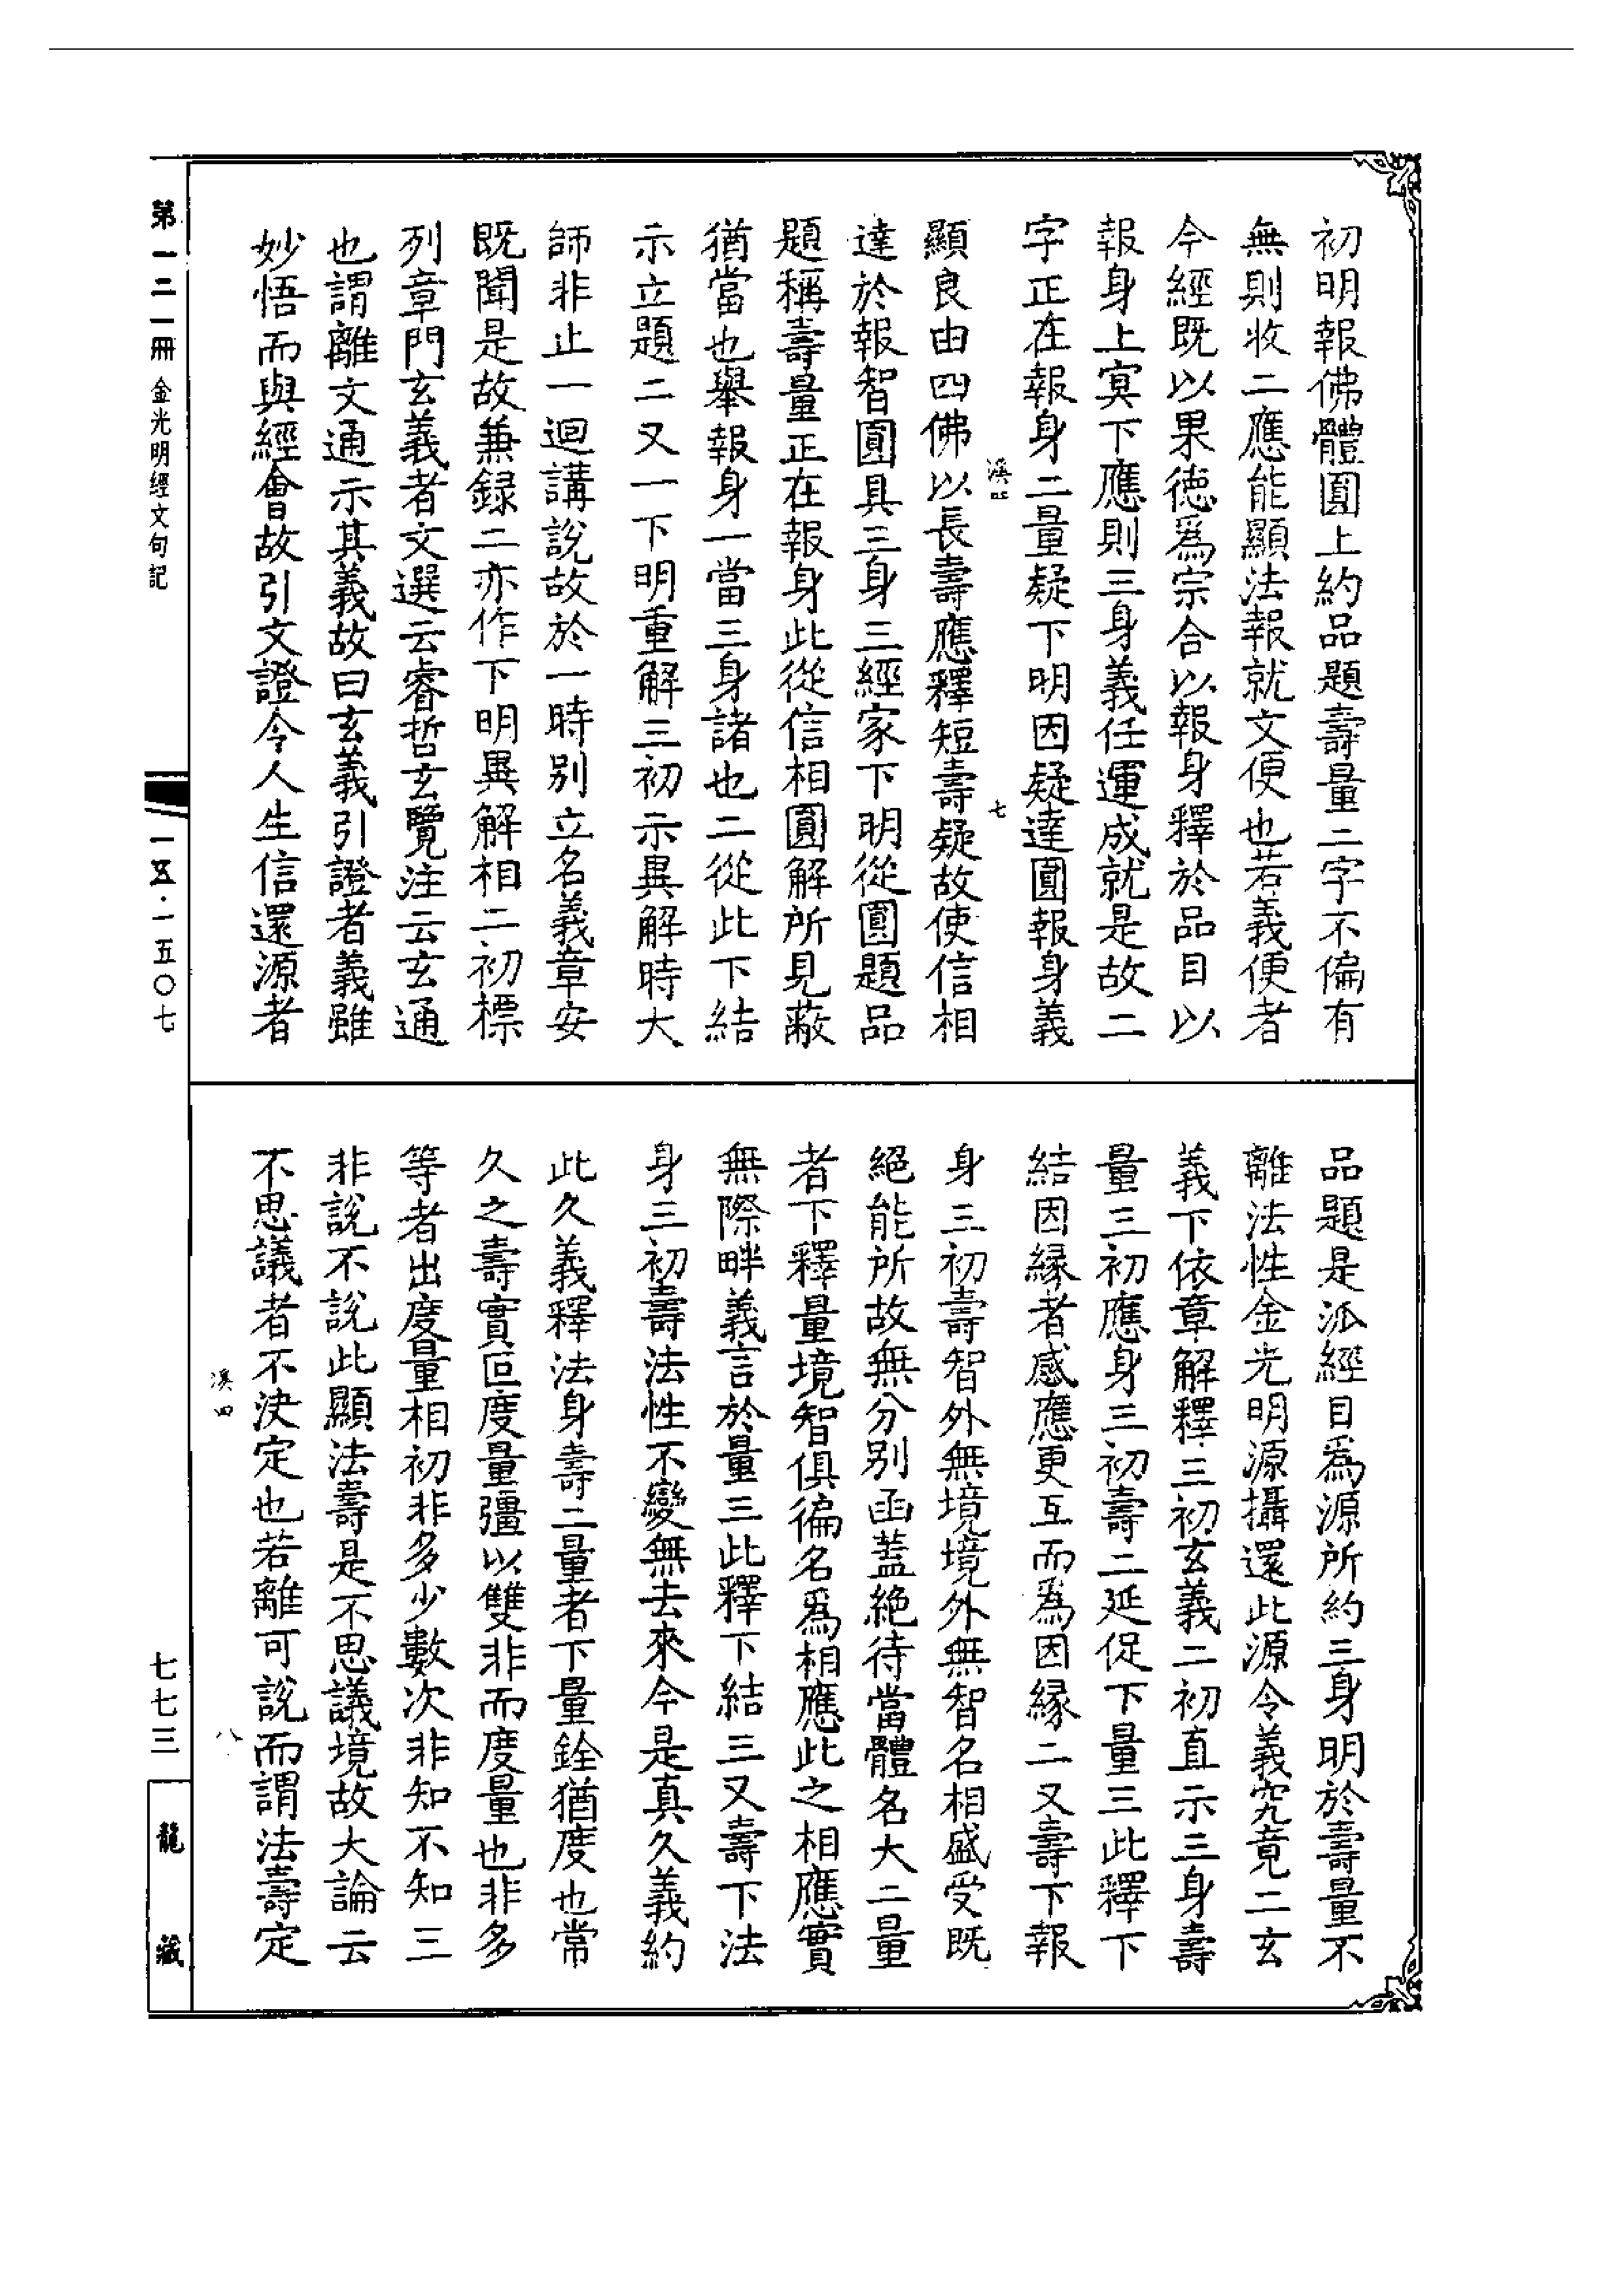 初明報佛體圓上約品題壽量二字不偏有
無則收二應能顯法報就文便也若義便者
今經既以果徳爲宗合以報身釋於品目以
報身上冥下應則三身義任運成就是故二
字正在報身二量疑下明因疑達圓報身義
溪四 七
顯良由四佛以長壽應釋短壽疑故使信相
達於報智圓具三身三經家下明從圓題品
題稱壽量正在報身此從信相圓解所見蔽
猶當也舉報身一當三身諸也二從此下結
示立題二又一下明重解三初示異解時大
師非止一迴講說故於一時別立名義章安
既聞是故兼録二亦作下明異解相二初標
列章門玄義者文選云睿哲玄覽注云玄通
也謂離文通示其義故曰玄義引證者義雖
妙悟而與經會故引文證令人生信還源者
品題是派經目爲源所約三身明於壽量不
離法性金光明源攝還此源令義究竟二玄
義下依章解釋三初玄義二初直示三身壽
量三初應身三初壽二延促下量三此釋下
結因縁者感應更互而爲因縁二又壽下報
身三初壽智外無境境外無智名相盛受既
絕能所故無分別函蓋絶待當體名大二量
者下釋量境智俱徧名爲相應此之相應實
無際畔義言於量三此釋下結三又壽下法
身三初壽法性不變無去來今是真久義約
此久義釋法身壽二量者下量銓猶度也常
久之壽實叵度量彊以雙非而度量也非多
等者出度量相初非多少數次非知不知三
非說不說此顯法壽是不思議境故大論云
不思議者不決定也若離可說而謂法壽定
溪四 八
第一二一冊 金光明經文句記
一五·一五〇七
七七三
龍藏